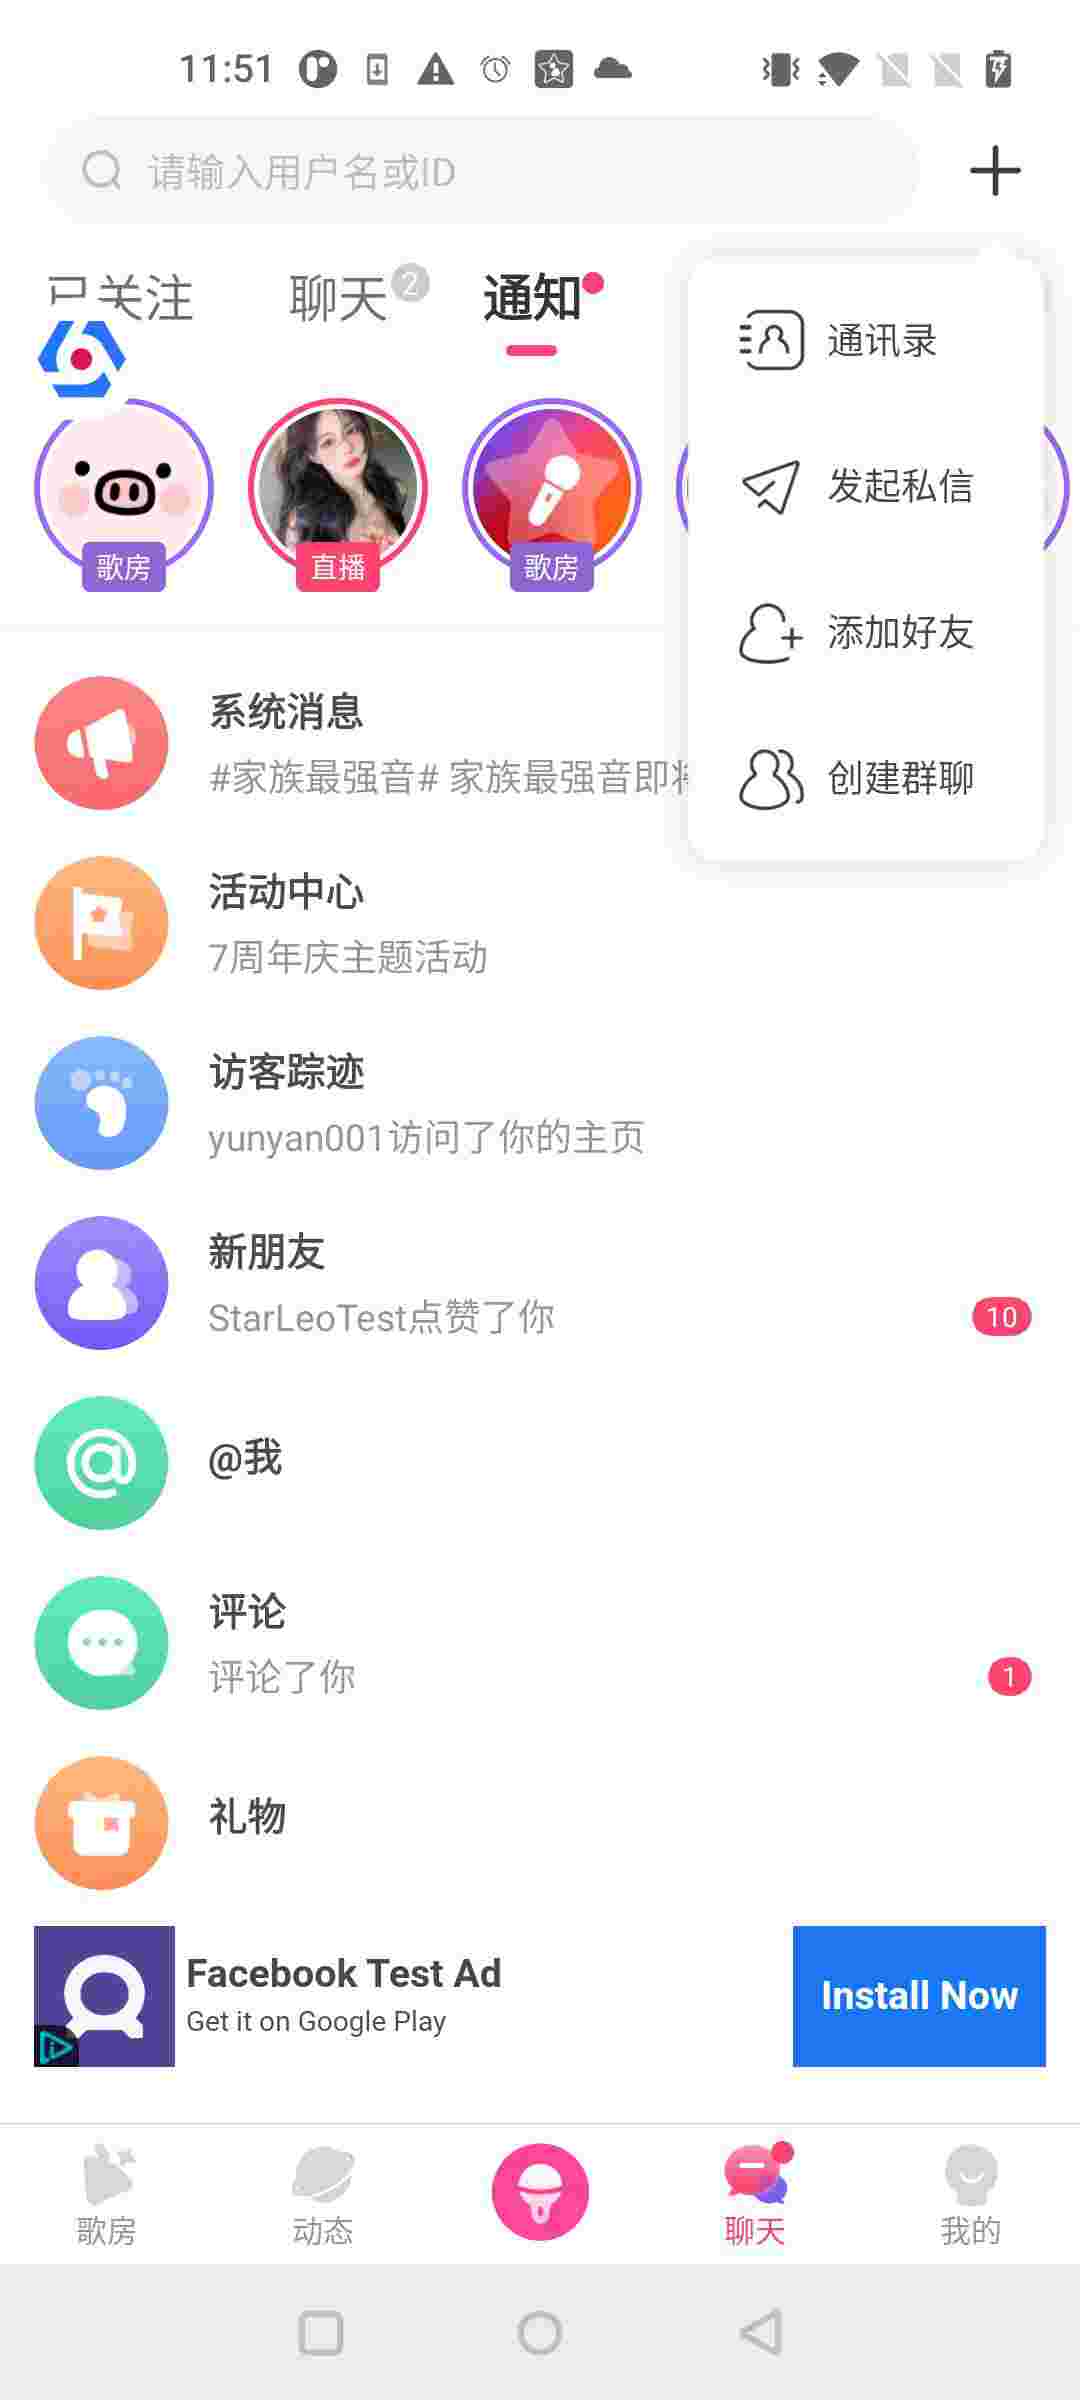 11:51
请输入用户名或ID
已关注
聊天 2
通知
通讯录
发起私信
添加好友
创建群聊
歌房
直播
歌房
系统消息
#家族最强音# 家族最强音即将
活动中心
7周年庆主题活动
访客踪迹
yunyan001访问了你的主页
新朋友
StarLeoTest点赞了你
10
@我
评论
评论了你
1
礼物
Facebook Test Ad
Get it on Google Play
Install Now
歌房
动态
聊天
我的